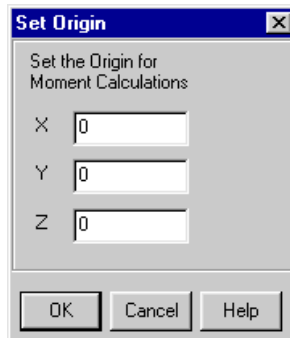 Set Origin
Set the Origin for
Moment Calculations
X 0
Y 0
Z 0
OK Cancel Help